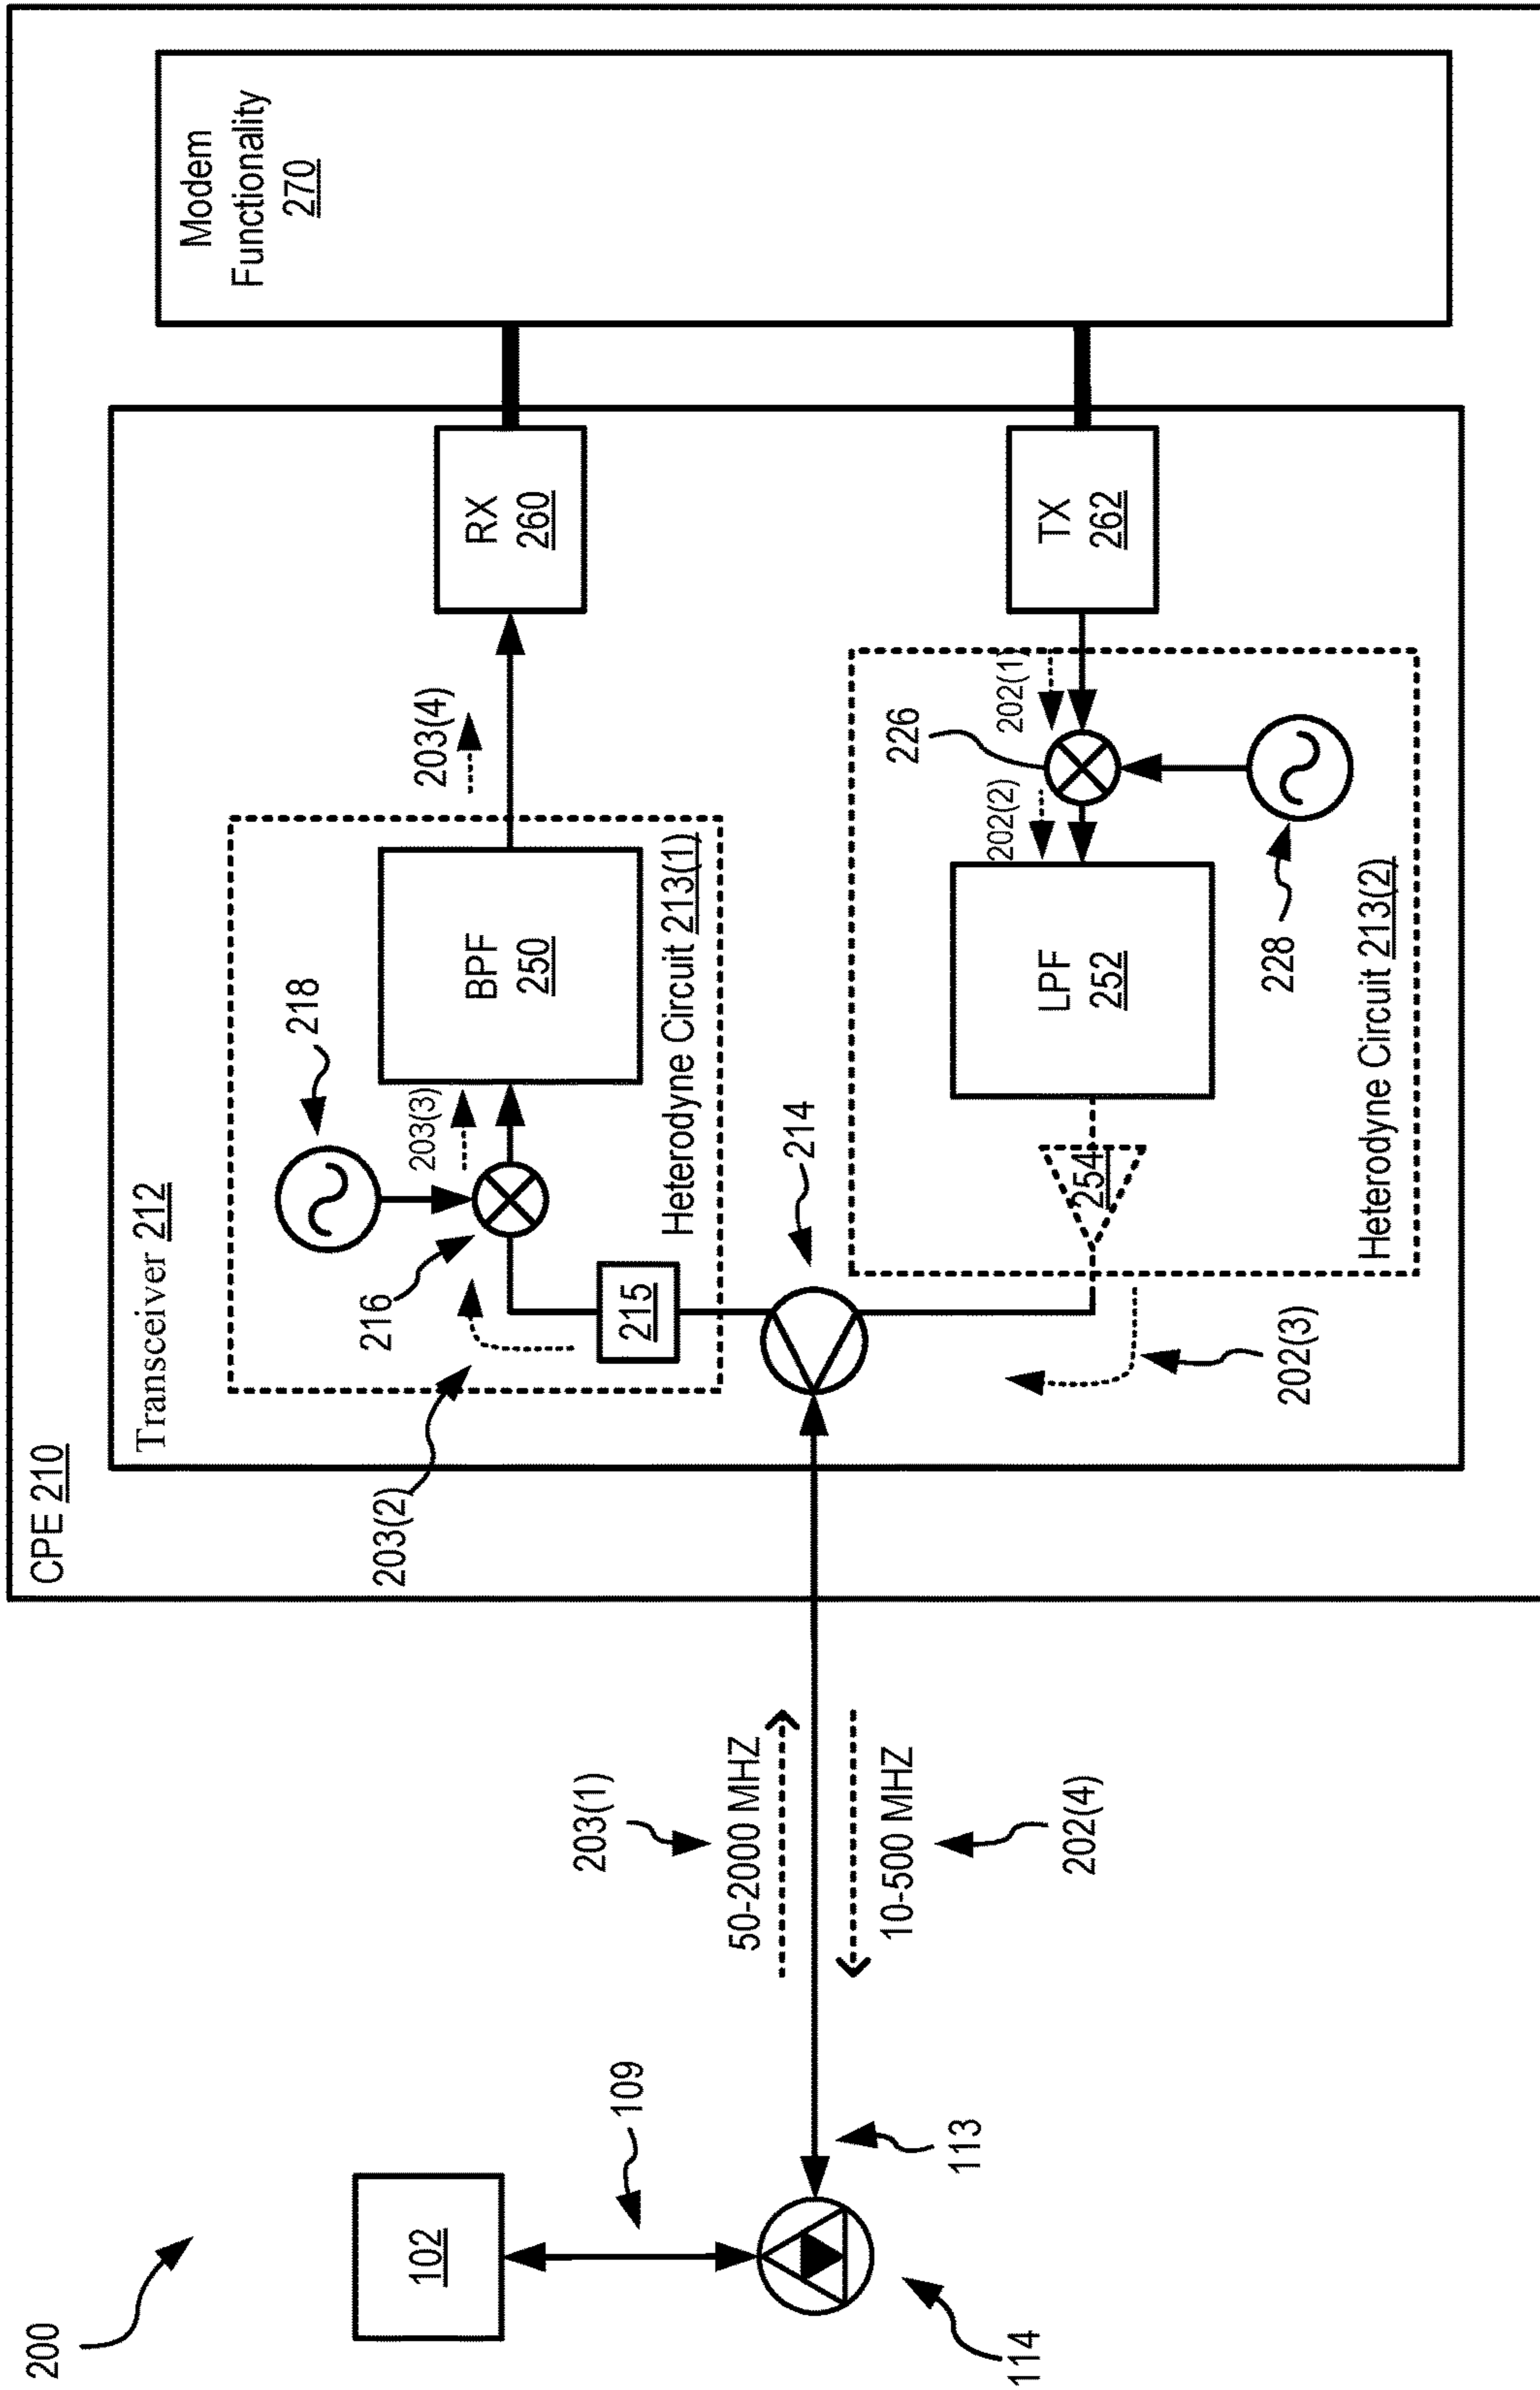 200
102
109
114
113
203(1)
50-2000 MHZ
10-500 MHZ
202(4)
CPE 210
Transceiver 212
203(2)
216
218
215
203(3)
BPF
250
Heterodyne Circuit 213(1)
203(4)
RX
260
214
202(3)
254
LPF
252
202(2)
226
202(1)
228
Heterodyne Circuit 213(2)
TX
262
Modem
Functionality
270